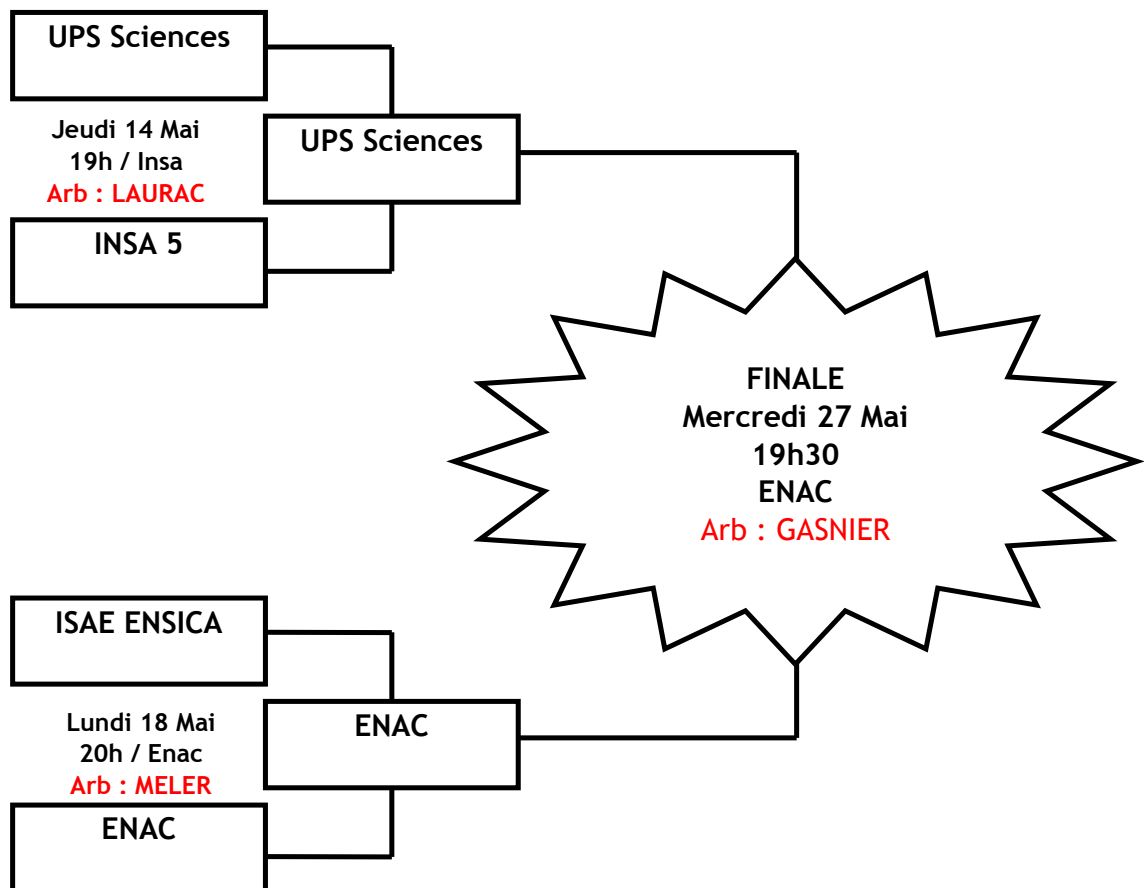 UPS Sciences
Jeudi 14 Mai
19h / Insa
Arb : LAURAC
INSA 5
UPS Sciences
FINALE
Mercredi 27 Mai
19h30
ENAC
Arb : GASNIER
ISAE ENSICA
Lundi 18 Mai
20h / Enac
Arb : MELER
ENAC
ENAC